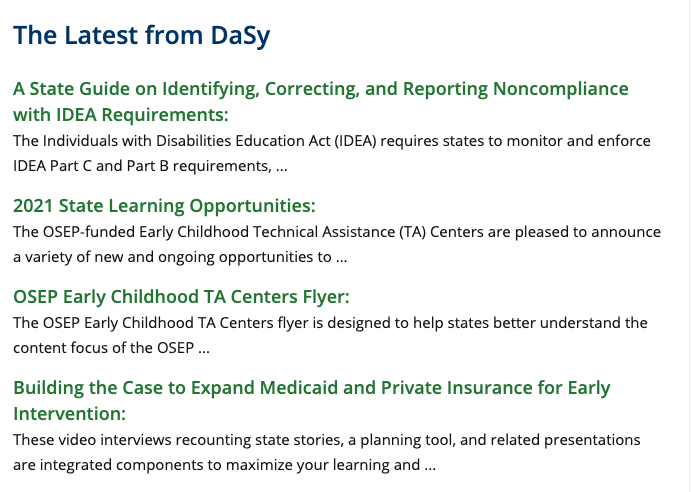 The Latest from DaSy
A State Guide on Identifying, Correcting, and Reporting Noncompliance
with IDEA Requirements:
The Individuals with Disabilities Education Act (IDEA) requires states to monitor and enforce
IDEA Part C and Part B requirements, ...
2021 State Learning Opportunities:
The OSEP-funded Early Childhood Technical Assistance (TA) Centers are pleased to announce
a variety of new and ongoing opportunities to ...
OSEP Early Childhood TA Centers Flyer:
The OSEP Early Childhood TA Centers flyer is designed to help states better understand the
content focus of the OSEP ...
Building the Case to Expand Medicaid and Private Insurance for Early
Intervention:
These video interviews recounting state stories, a planning tool, and related presentations
are integrated components to maximize your learning and ...